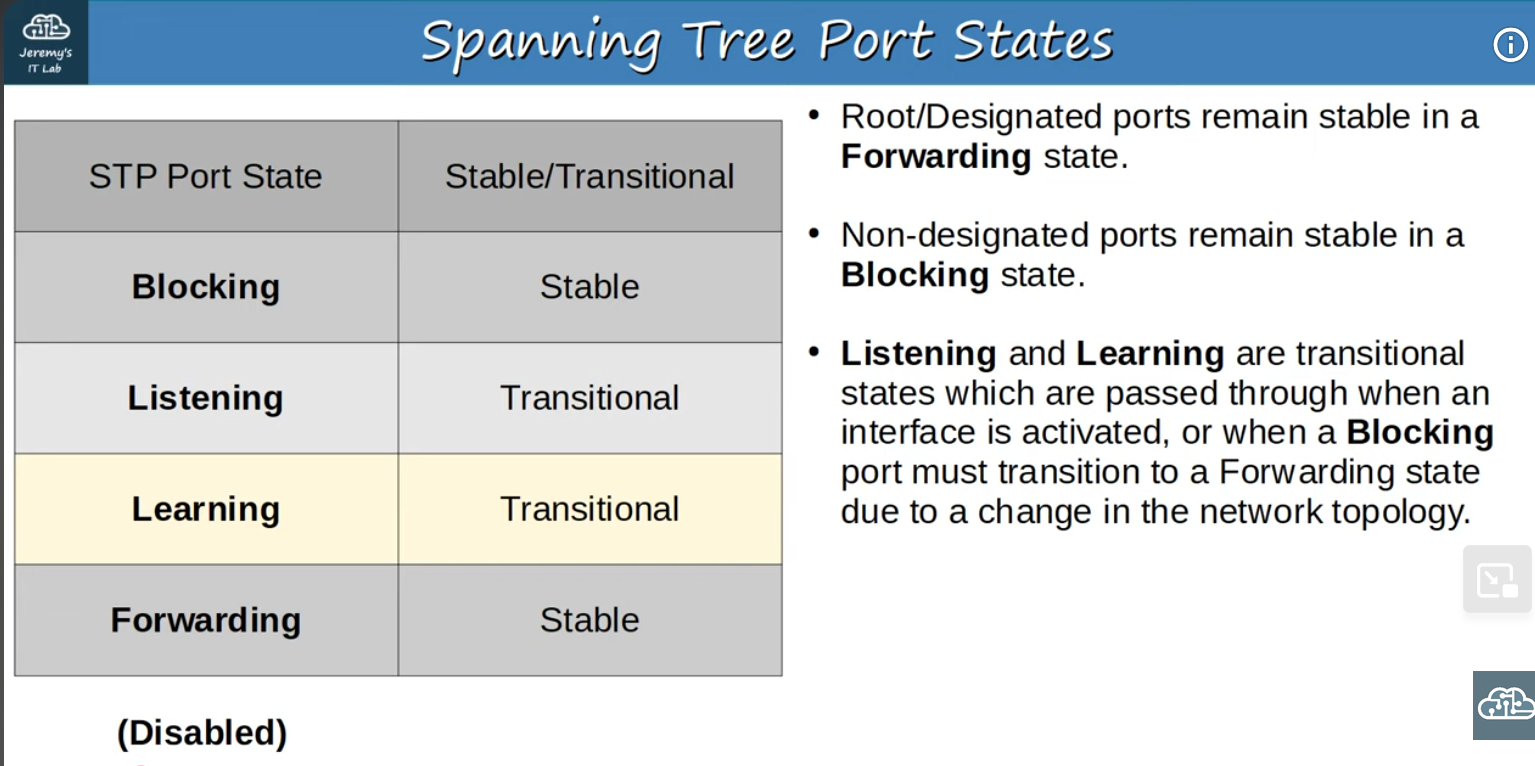 Jeremy's
IT Lab
Spanning Tree Port States
STP Port State
Stable/Transitional
Blocking
Stable
Listening
Transitional
Learning
Transitional
Forwarding
Stable
(Disabled)
• Root/Designated ports remain stable in a
Forwarding state.
• Non-designated ports remain stable in a
Blocking state.
• Listening and Learning are transitional
states which are passed through when an
interface is activated, or when a Blocking
port must transition to a Forwarding state
due to a change in the network topology.